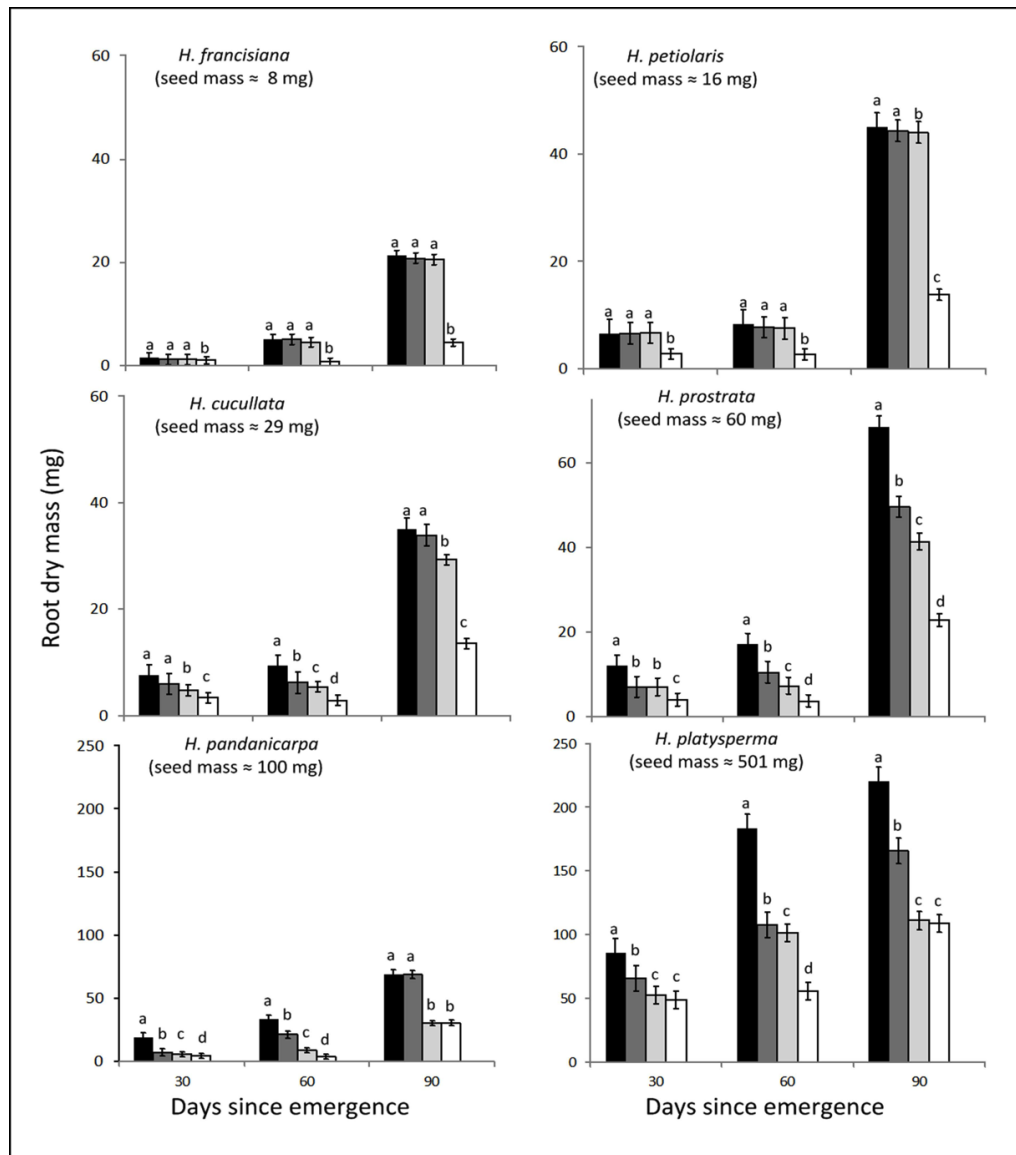 H. francisiana
(seed mass ≈ 8 mg)
60
40
20
0
a a a b
a a a b
a a a b
H. petiolaris
(seed mass ≈ 16 mg)
60
40
20
0
a a a b
a a a b
a a b c
H. cucullata
(seed mass ≈ 29 mg)
60
40
20
0
a a b c
a b c d
a a b c
H. prostrata
(seed mass ≈ 60 mg)
60
40
20
0
a b b c
a b c d
a b c d
Root dry mass (mg)
H. pandanicarpa
(seed mass ≈ 100 mg)
250
200
150
100
50
0
a b c d
a b c d
a a b b
30 60 90
Days since emergence
H. platysperma
(seed mass ≈ 501 mg)
250
200
150
100
50
0
a b c c
a b c d
a b c c
30 60 90
Days since emergence